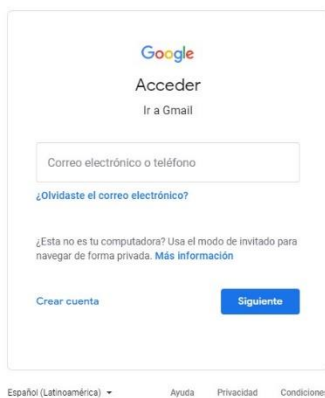 Google
Acceder
Ir a Gmail
Correo electrónico o teléfono
¿Olvidaste el correo electrónico?
¿Esta no es tu computadora? Usa el modo de invitado para
navegar de forma privada. Más información
Crear cuenta Siguiente
Español (Latinoamérica) Ayuda Privacidad Condiciones